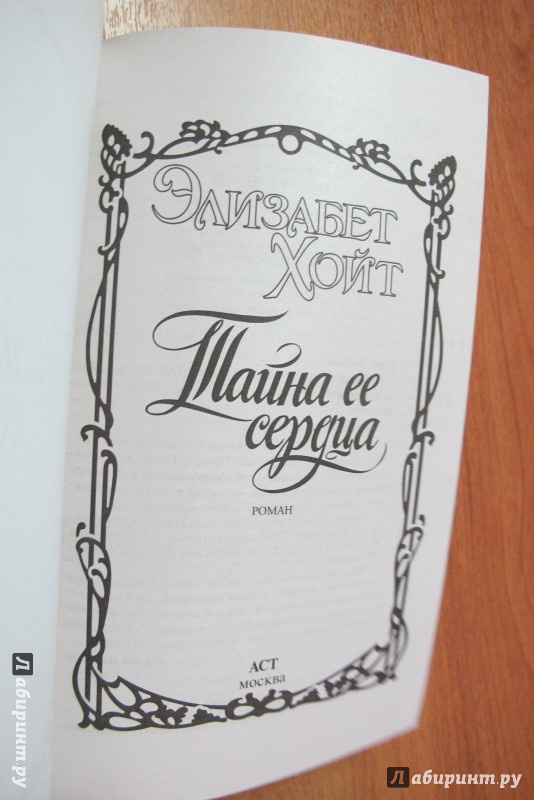 ЭЛИЗАБЕТ
ХОЙТ
Тайна ее
сердца
РОМАН
АСТ
москва
Лабиринт.ру
Лабиринт.ру